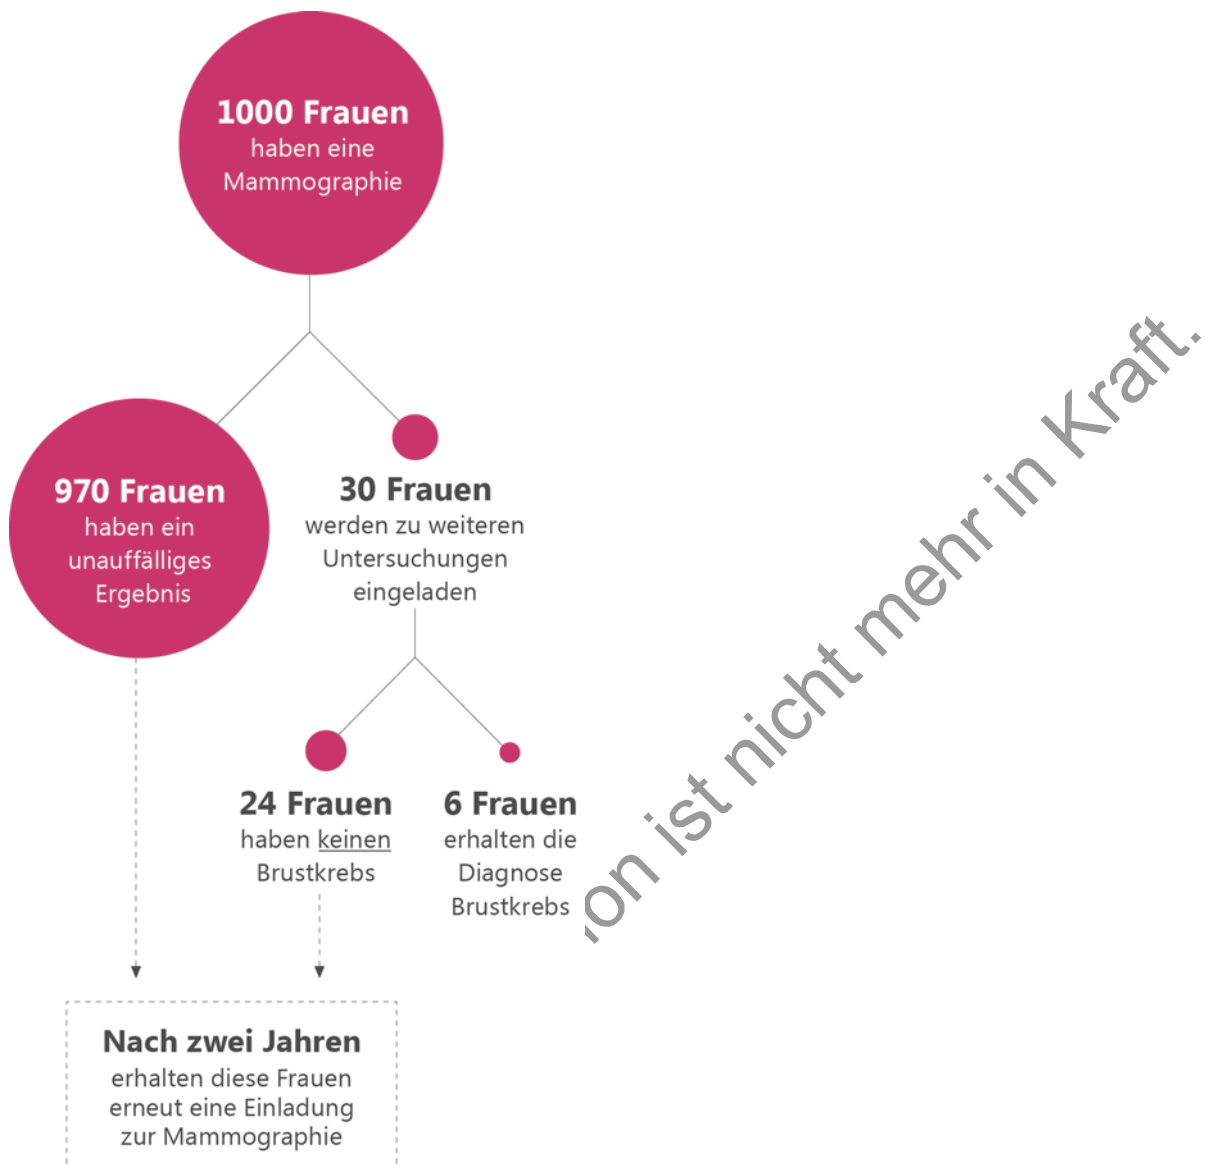 1000 Frauen
haben eine
Mammographie
970 Frauen
haben ein
unauffälliges
Ergebnis
30 Frauen
werden zu weiteren
Untersuchungen
eingeladen
24 Frauen
haben keinen
Brustkrebs
6 Frauen
erhalten die
Diagnose
Brustkrebs
Nach zwei Jahren
erhalten diese Frauen
erneut eine Einladung
zur Mammographie
ist nicht mehr in Kraft.